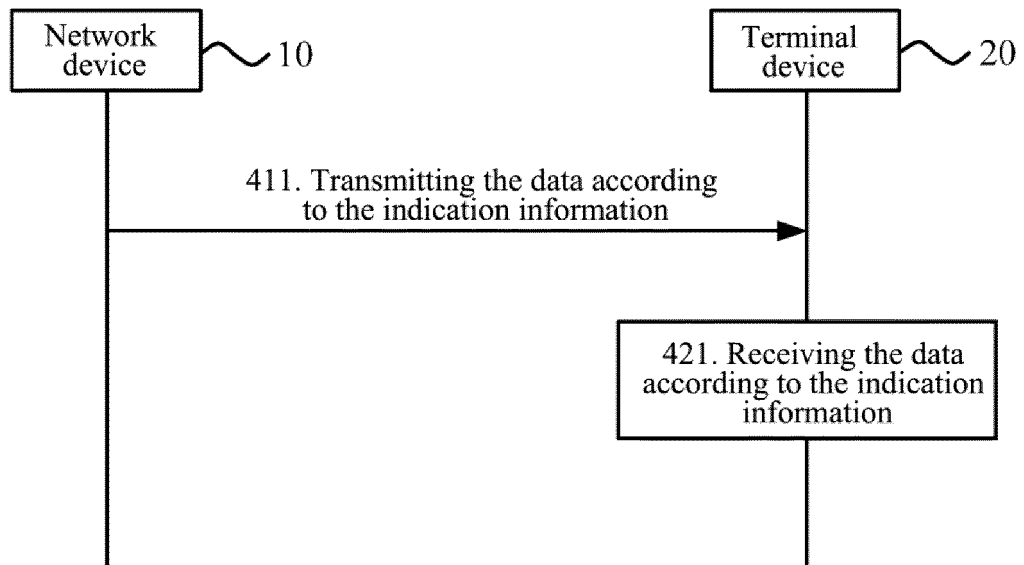 Network
device
10
Terminal
device
20
411. Transmitting the data according
to the indication information
421. Receiving the data
according to the indication
information